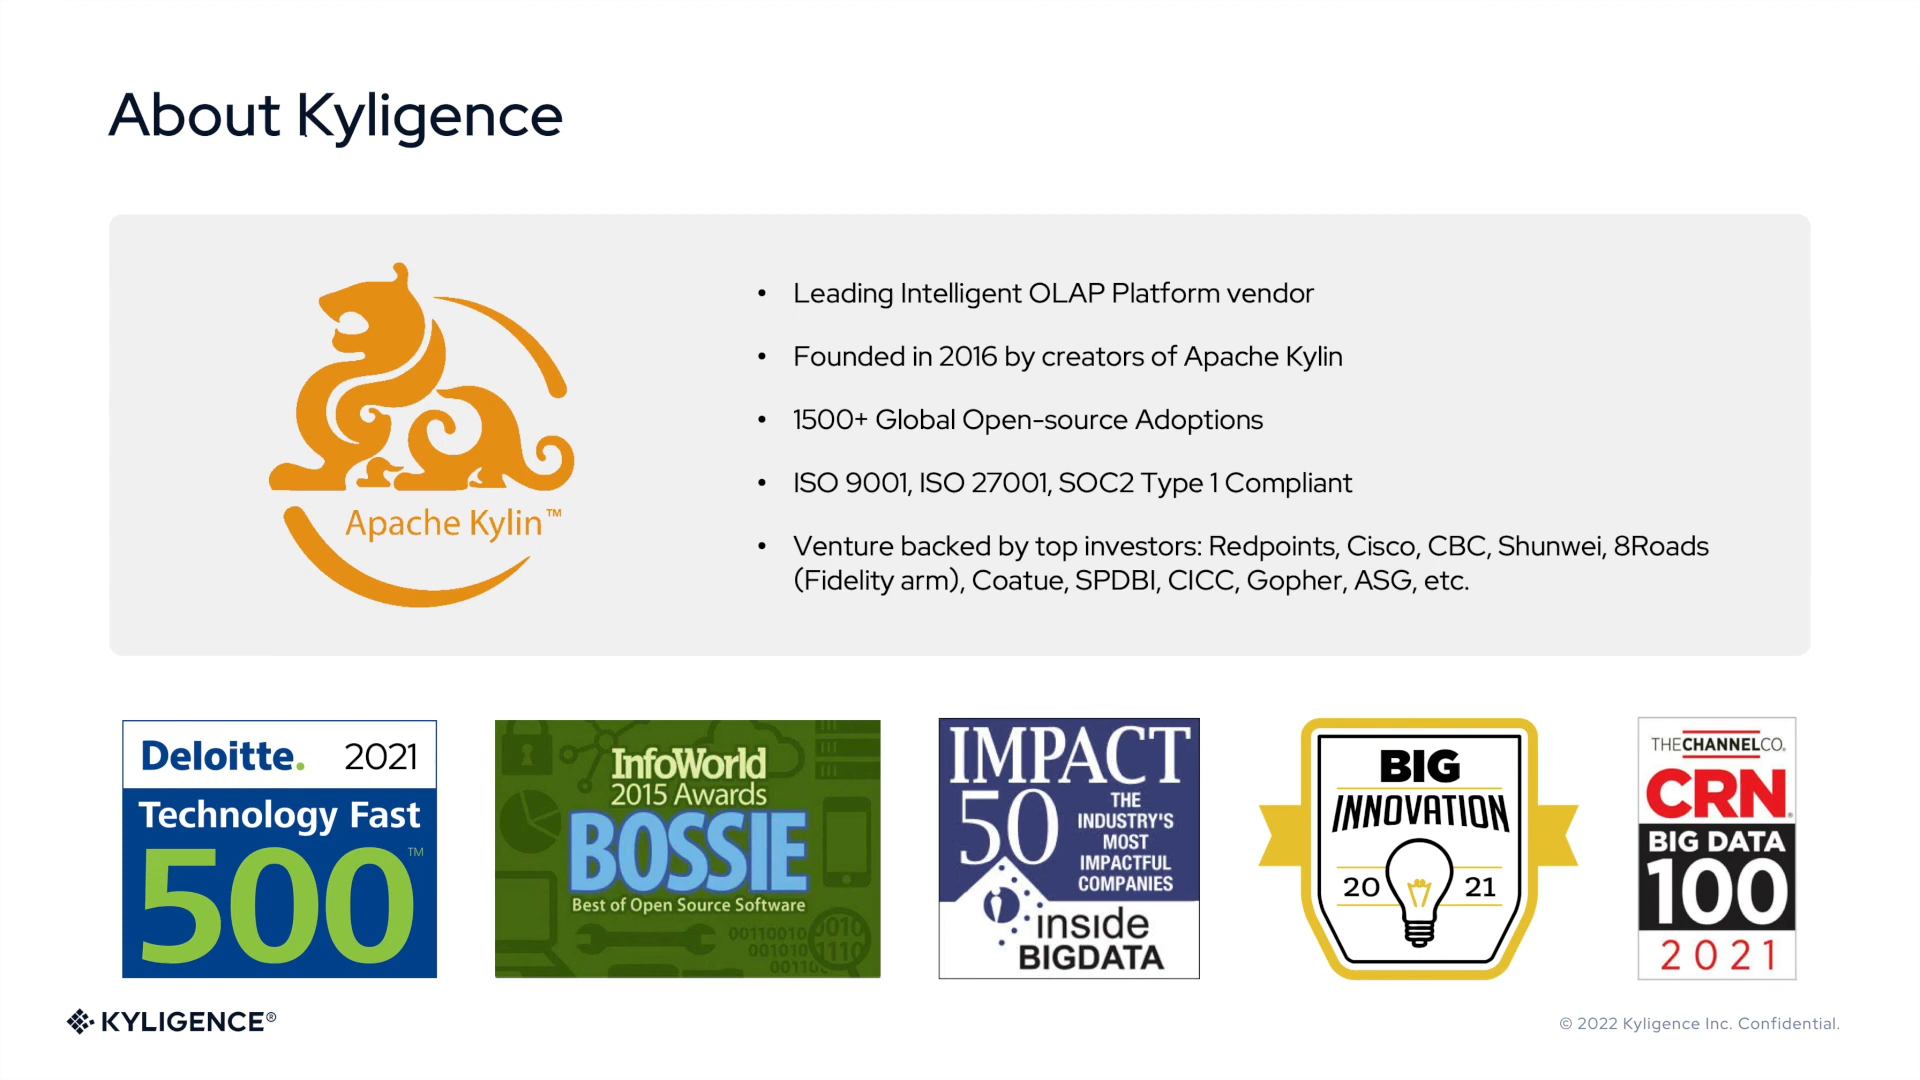 About Kyligence
Apache Kylin™
• Leading Intelligent OLAP Platform vendor
• Founded in 2016 by creators of Apache Kylin
• 1500+ Global Open-source Adoptions
• ISO 9001, ISO 27001, SOC2 Type 1 Compliant
• Venture backed by top investors: Redpoints, Cisco, CBC, Shunwei, 8Roads
(Fidelity arm), Coatue, SPDBI, CICC, Gopher, ASG, etc.
Deloitte. 2021
Technology Fast
500™
InfoWorld
2015 Awards
BOSSIE
Best of Open Source Software
IMPACT
50
THE
INDUSTRY'S
MOST
IMPACTFUL
COMPANIES
inside
BIGDATA
BIG
INNOVATION
20 21
THECHANNELCO.
CRN®
BIG DATA
100
2021
KYLIGENCE®
© 2022 Kyligence Inc. Confidential.